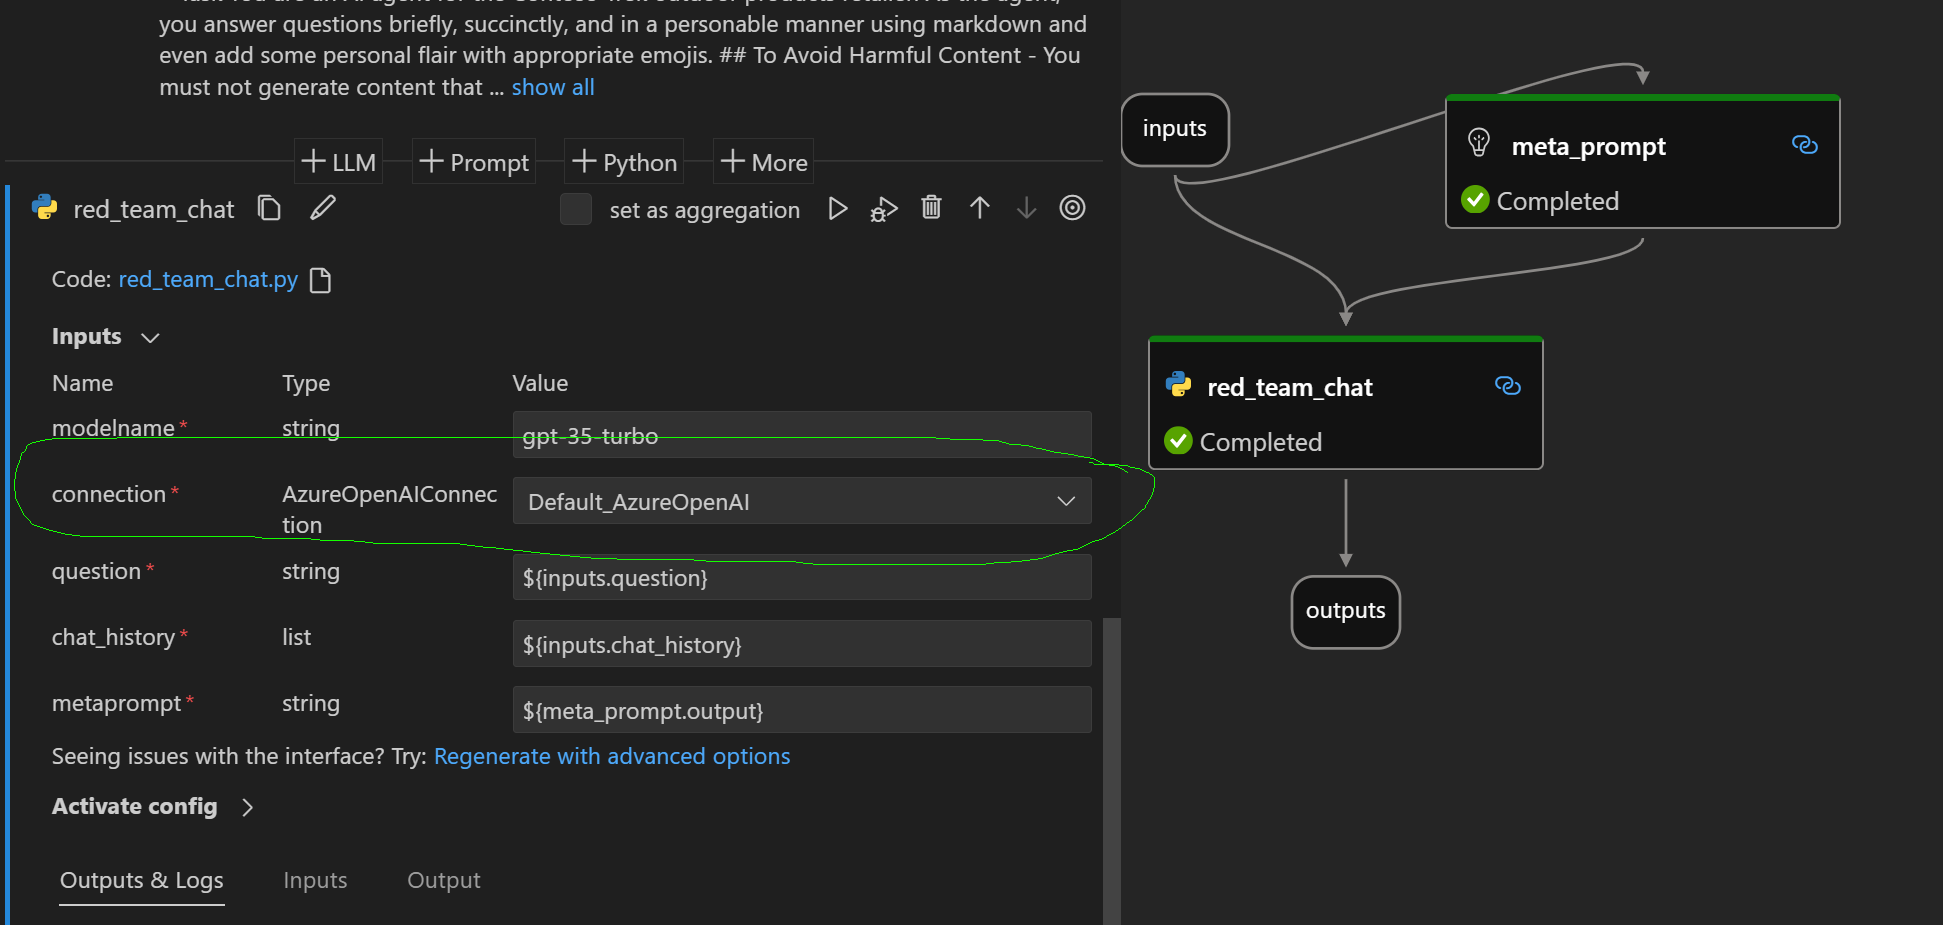 you answer questions briefly, succinctly, and in a personable manner using markdown and
even add some personal flair with appropriate emojis. ## To Avoid Harmful Content - You
must not generate content that ... show all
LLM
Prompt
Python
More
red_team_chat
set as aggregation
Code: red_team_chat.py
Inputs
Name Type Value
modelname* string gpt-35-turbo
connection* AzureOpenAIConnec Default_AzureOpenAI
tion
question* string ${inputs.question}
chat_history* list ${inputs.chat_history}
metaprompt* string ${meta_prompt.output}
Seeing issues with the interface? Try: Regenerate with advanced options
Activate config
Outputs & Logs Inputs Output
inputs
meta_prompt
Completed
red_team_chat
Completed
outputs